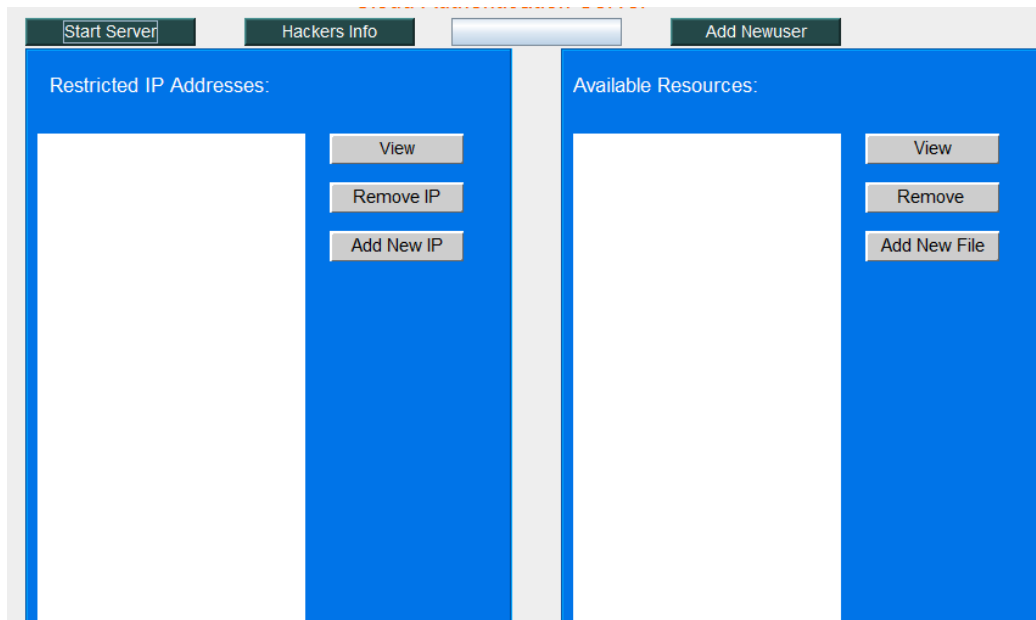 Start Server
Hackers Info
Add Newuser
Restricted IP Addresses:
View
Remove IP
Add New IP
Available Resources:
View
Remove
Add New File